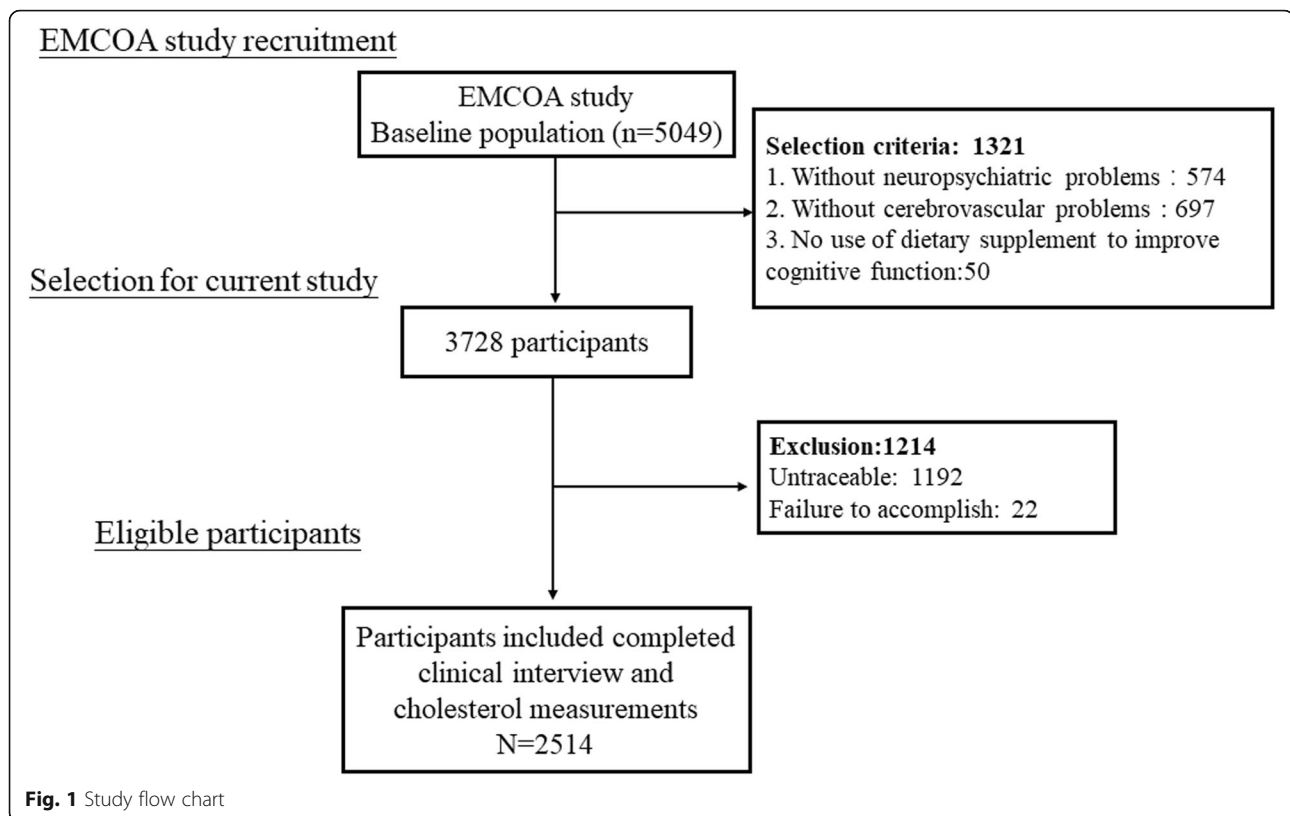 EMCOA study recruitment
EMCOA study
Baseline population (n=5049)
Selection criteria: 1321
1. Without neuropsychiatric problems : 574
2. Without cerebrovascular problems : 697
3. No use of dietary supplement to improve
cognitive function:50
Selection for current study
3728 participants
Exclusion:1214
Untraceable: 1192
Failure to accomplish: 22
Eligible participants
Participants included completed
clinical interview and
cholesterol measurements
N=2514
Fig. 1 Study flow chart